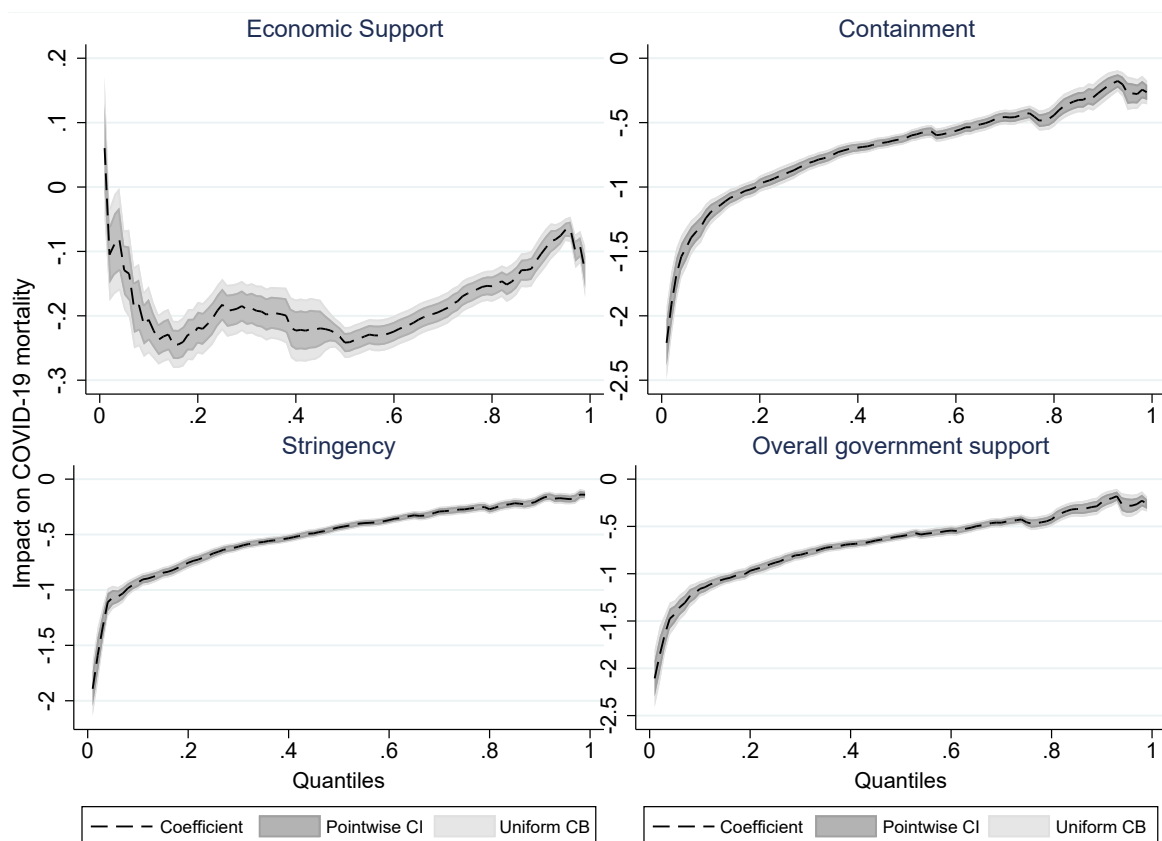 Economic Support
.2
.1
0
-.1
-.2
-.3
0 .2 .4 .6 .8 1
Containment
0
-.5
-1
-1.5
-2
-2.5
0 .2 .4 .6 .8 1
Impact on COVID-19 mortality
Stringency
0
-.5
-1
-1.5
-2
0 .2 .4 .6 .8 1
Quantiles
Overall government support
0
-.5
-1
-1.5
-2
-2.5
0 .2 .4 .6 .8 1
Quantiles
Coefficient Pointwise CI Uniform CB
Coefficient Pointwise CI Uniform CB